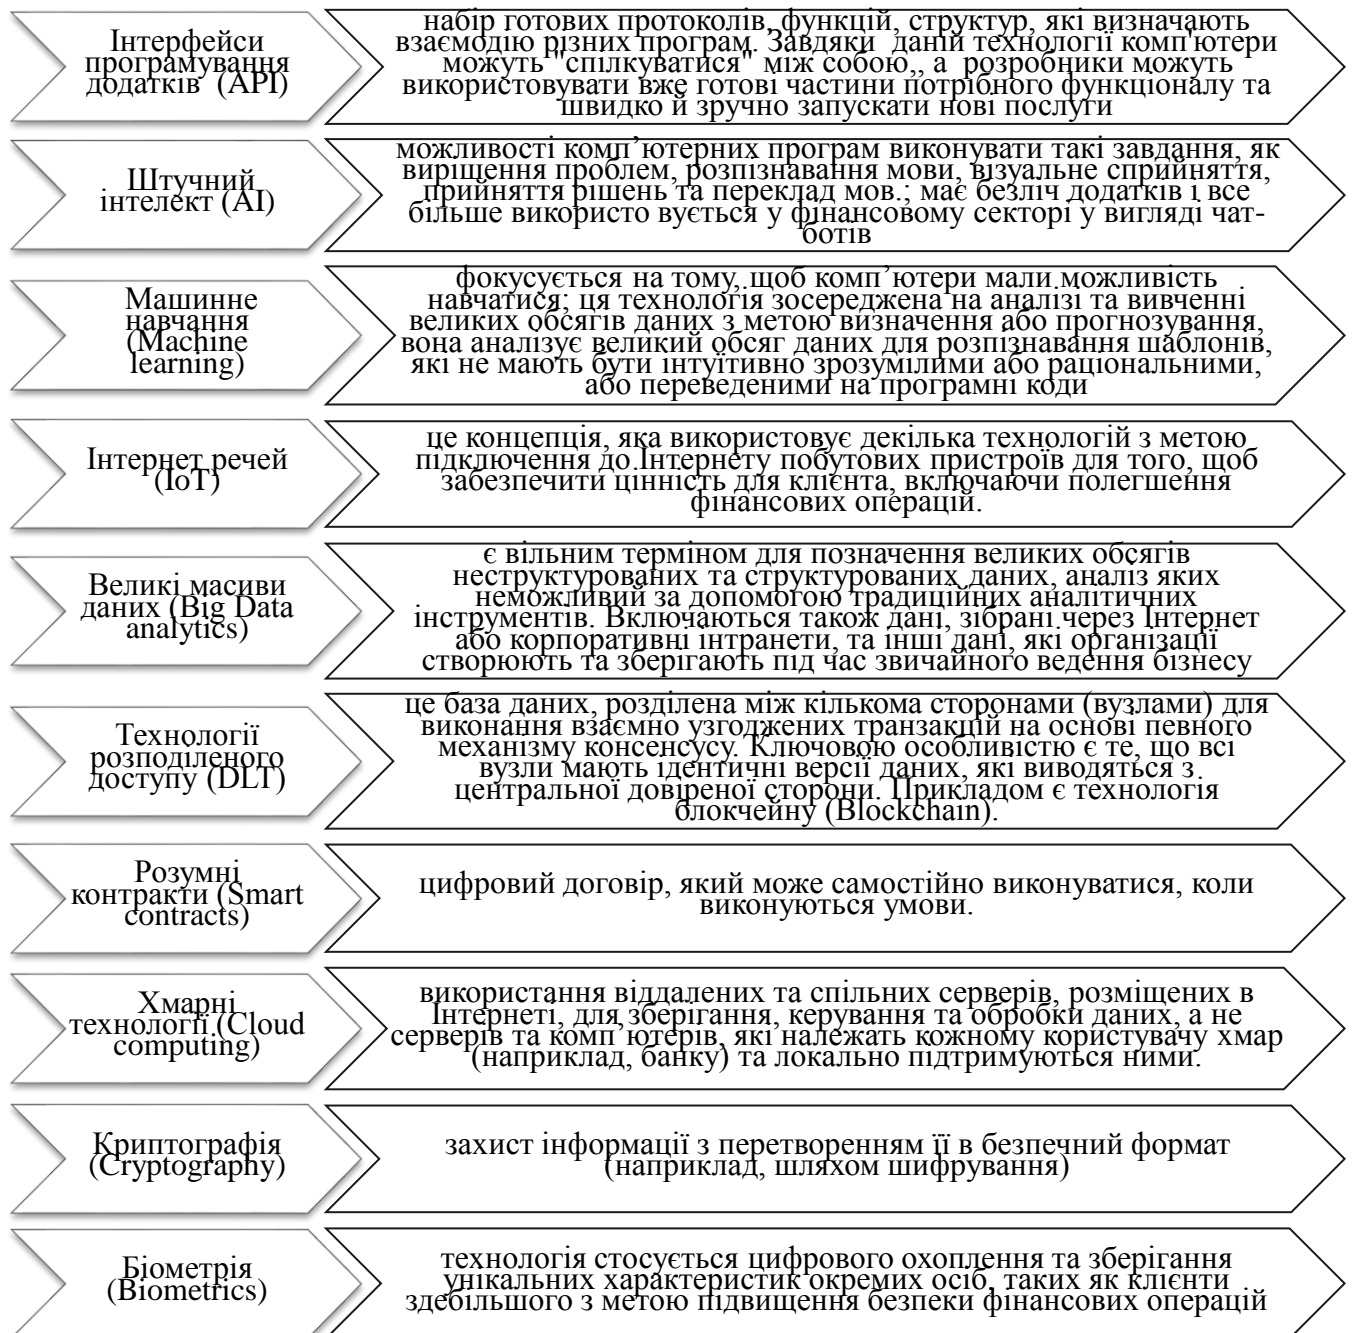 Інтерфейси
програмування
додатків (API)
набір готових протоколів, функцій, структур, які визначають
взаємодію різних програм. Завдяки даній технології комп'ютери
можуть "спілкуватися" між собою,, а розробники можуть
використовувати вже готові частини потрібного функціоналу та
швидко й зручно запускати нові послуги
Штучний
інтелект (AI)
можливості комп’ютерних програм виконувати такі завдання, як
вирішення проблем, розпізнавання мови, візуальне сприйняття,
прийняття рішень та переклад мов.; має безліч додатків і все
більше використо вується у фінансовому секторі у вигляді чат-
ботів
Машинне
навчання
(Machine
learning)
фокусується на тому, щоб комп’ютери мали можливість
навчатися; ця технологія зосереджена на аналізі та вивченні
великих обсягів даних з метою визначення або прогнозування,
вона аналізує великий обсяг даних для розпізнавання шаблонів,
які не мають бути інтуїтивно зрозумілими або раціональними,
або переведеними на програмні коди
Інтернет речей
(IoT)
це концепція, яка використовує декілька технологій з метою
підключення до Інтернету побутових пристроїв для того, щоб
забезпечити цінність для клієнта, включаючи полегшення
фінансових операцій.
Великі масиви
даних (Big Data
analytics)
є вільним терміном для позначення великих обсягів
неструктурованих та структурованих даних, аналіз яких
неможливий за допомогою традиційних аналітичних
інструментів. Включаються також дані, зібрані через Інтернет
або корпоративні інтранети, та інші дані, які організації
створюють та зберігають під час звичайного ведення бізнесу
Технології
розподіленого
доступу (DLT)
це база даних, розділена між кількома сторонами (вузлами) для
виконання взаємно узгоджених транзакцій на основі певного
механізму консенсусу. Ключовою особливістю є те, що всі
вузли мають ідентичні версії даних, які виводяться з
центральної довіреної сторони. Прикладом є технологія
блокчейну (Blockchain).
Розумні
контракти (Smart
contracts)
цифровий договір, який може самостійно виконуватися, коли
виконуються умови.
Хмарні
технології (Cloud
computing)
використання віддалених та спільних серверів, розміщених в
Інтернеті, для зберігання, керування та обробки даних, а не
серверів та комп’ютерів, які належать кожному користувачу хмар
(наприклад, банку) та локально підтримуються ними.
Криптографія
(Cryptography)
захист інформації з перетворенням її в безпечний формат
(наприклад, шляхом шифрування)
Біометрія
(Biometrics)
технологія стосується цифрового охоплення та зберігання
унікальних характеристик окремих осіб, таких як клієнти
здебільшого з метою підвищення безпеки фінансових операцій